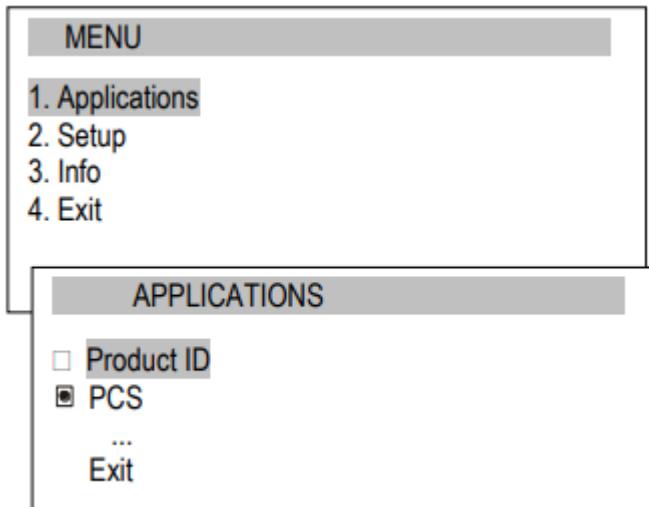 MENU
1. Applications
2. Setup
3. Info
4. Exit
APPLICATIONS
Product ID
PCS
...
Exit